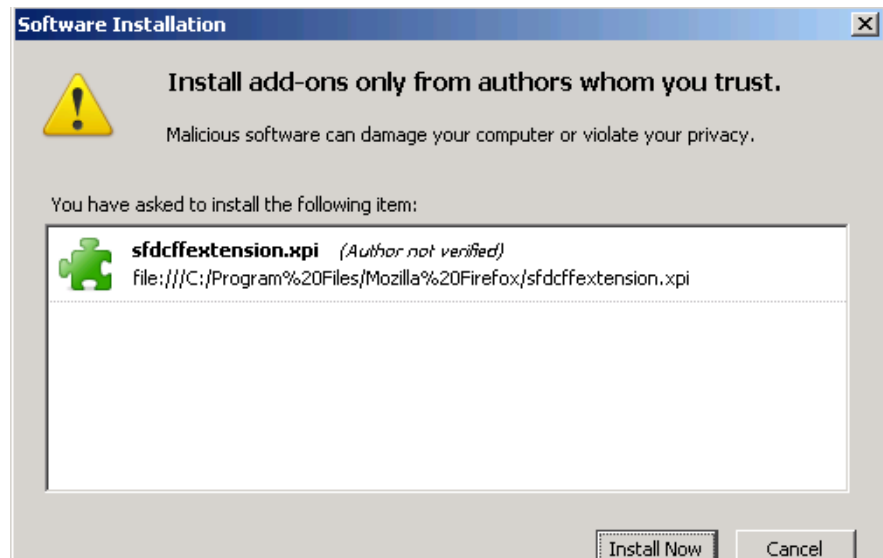 Software Installation
Install add-ons only from authors whom you trust.
Malicious software can damage your computer or violate your privacy.
You have asked to install the following item:
sfdcffextension.xpi (Author not verified)
file:///C:/Program%20Files/Mozilla%20Firefox/sfdcffextension.xpi
Install Now Cancel